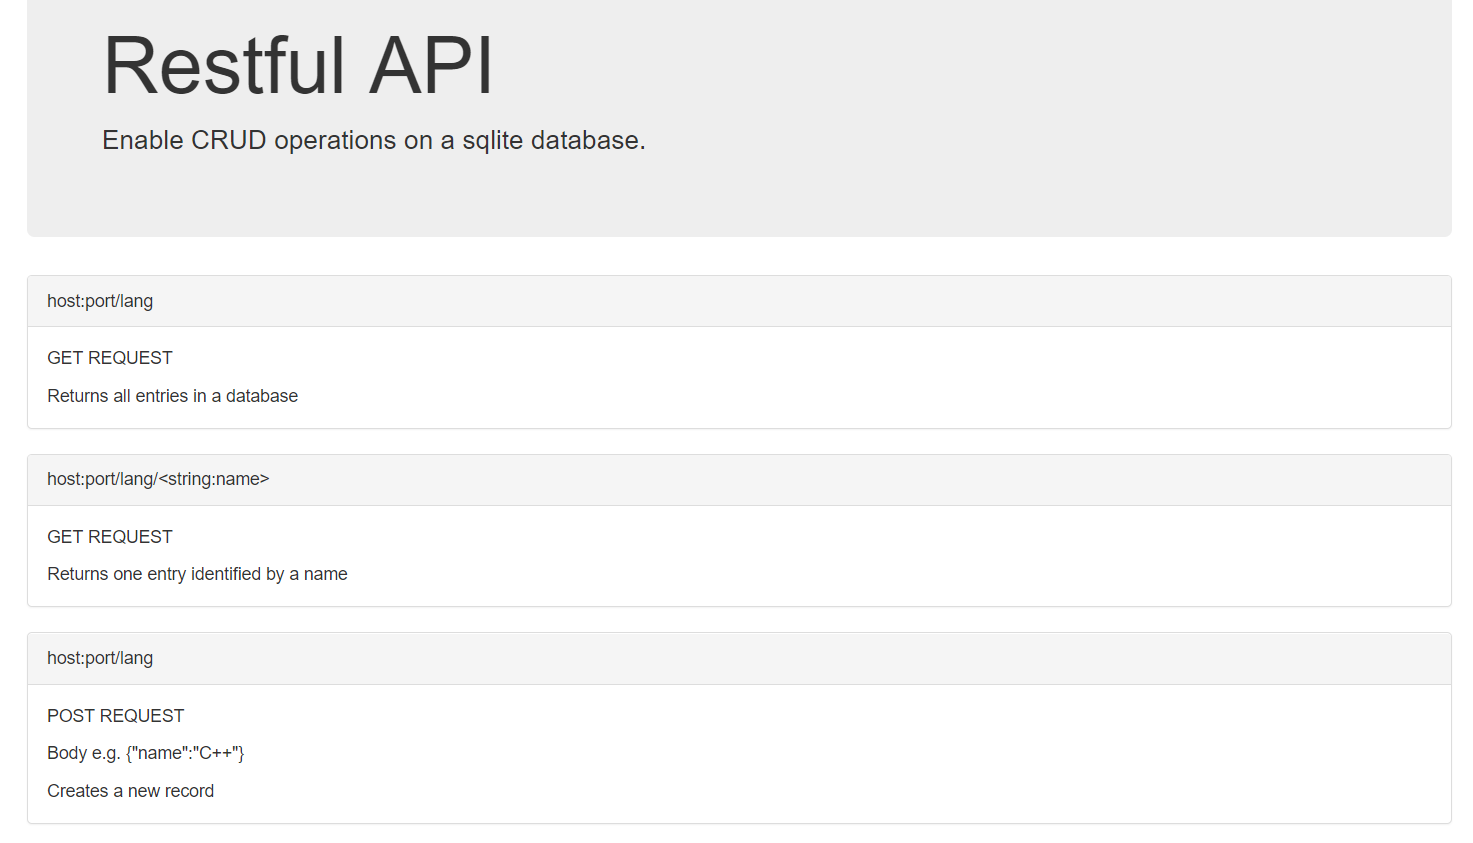 Restful API
Enable CRUD operations on a sqlite database.
host:port/lang
GET REQUEST
Returns all entries in a database
host:port/lang/<string:name>
GET REQUEST
Returns one entry identified by a name
host:port/lang
POST REQUEST
Body e.g. {"name":"C++"}
Creates a new record